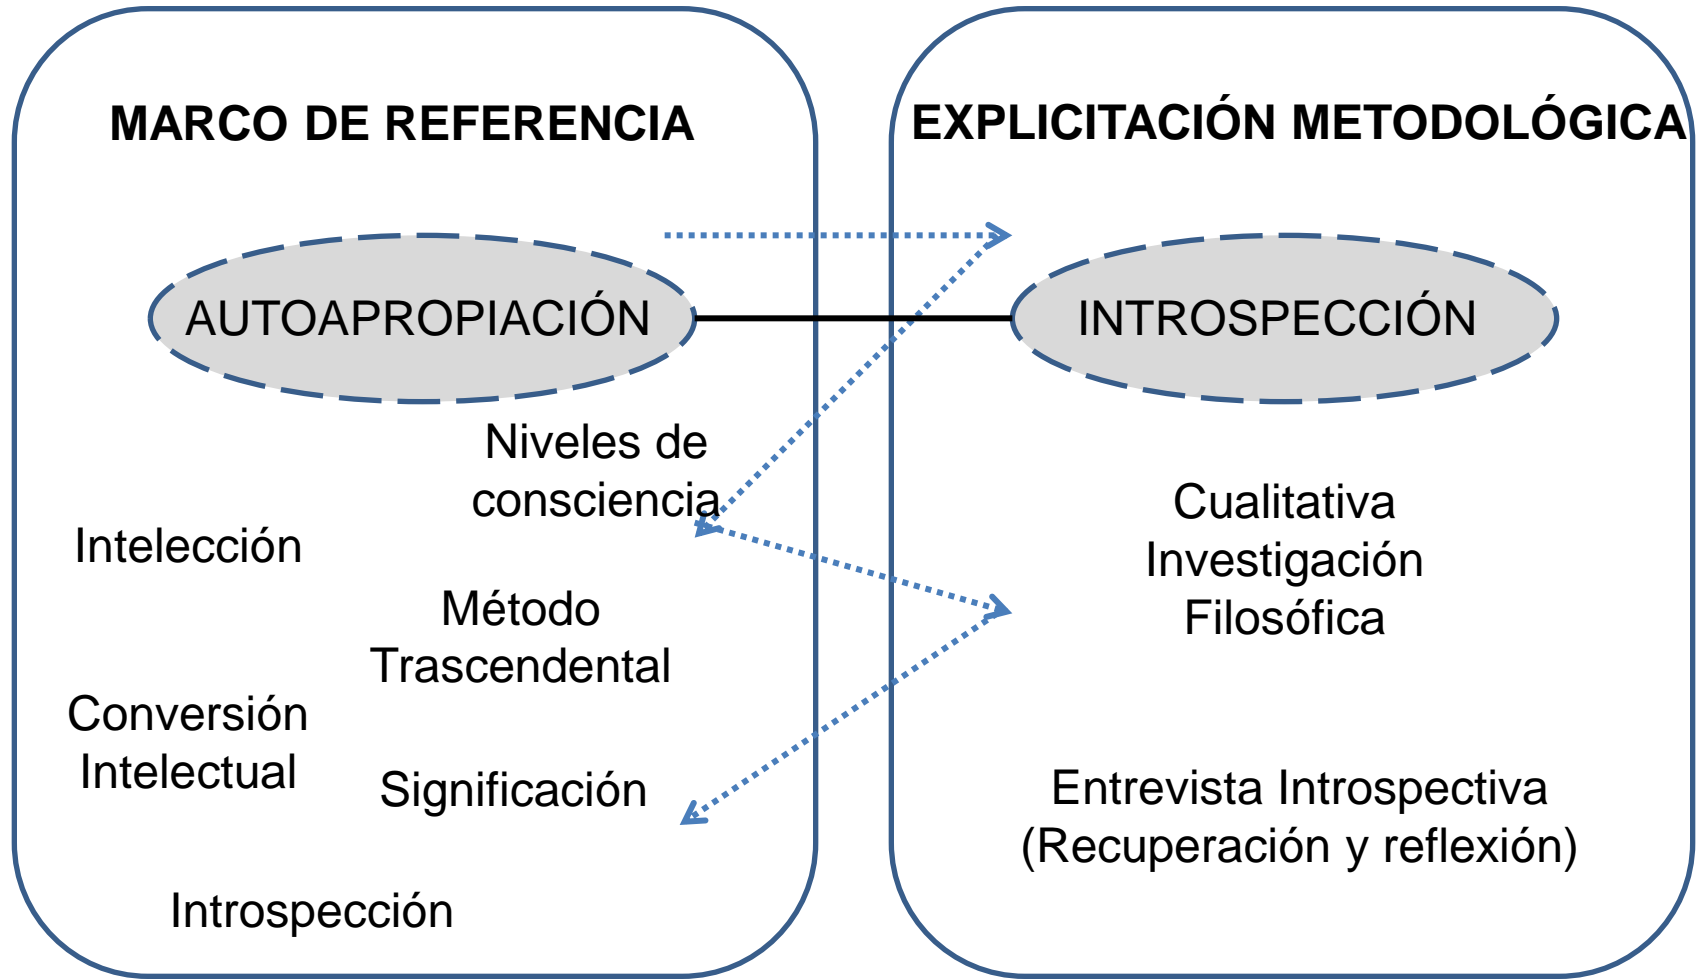 MARCO DE REFERENCIA
AUTOAPROPIACIÓN
Niveles de
consciencia
Intelección
Método
Trascendental
Conversión
Intelectual
Significación
Introspección
EXPLICITACIÓN METODOLÓGICA
INTROSPECCIÓN
Cualitativa
Investigación
Filosófica
Entrevista Introspectiva
(Recuperación y reflexión)